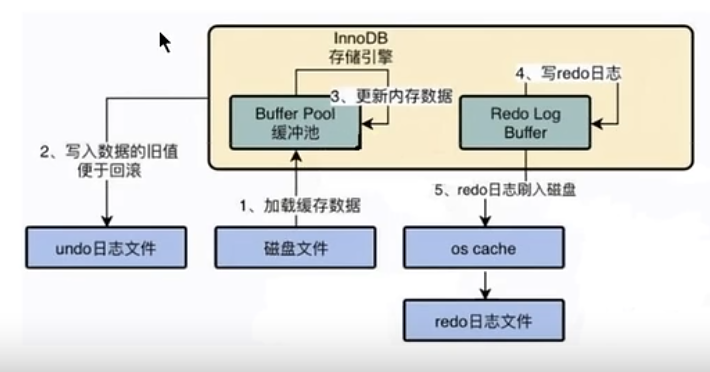 InnoDB
存储引擎
4、写redo日志
3、更新内存数据
Buffer Pool
缓冲池
Redo Log
Buffer
2、写入数据的旧值
便于回滚
5、redo日志刷入磁盘
1、加载缓存数据
undo日志文件
磁盘文件
os cache
redo日志文件